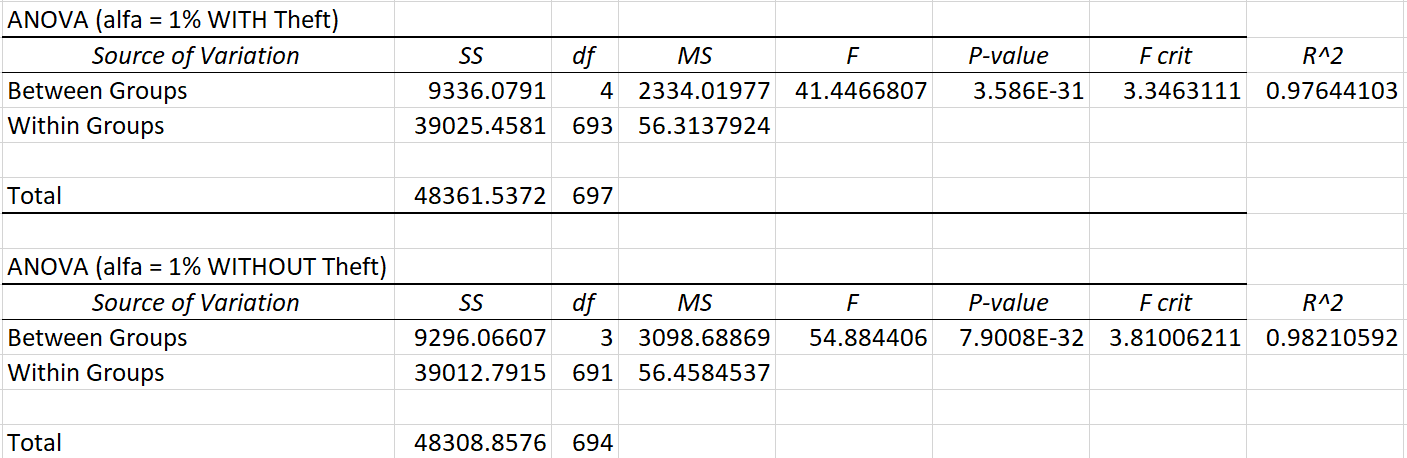 ANOVA (alfa = 1% WITH Theft)
Source of Variation SS df MS F P-value F crit R^2
Between Groups 9336.0791 4 2334.01977 41.4466807 3.586E-31 3.3463111 0.97644103
Within Groups 39025.4581 693 56.3137924
Total 48361.5372 697
ANOVA (alfa = 1% WITHOUT Theft)
Source of Variation SS df MS F P-value F crit R^2
Between Groups 9296.06607 3 3098.68869 54.884406 7.9008E-32 3.81006211 0.98210592
Within Groups 39012.7915 691 56.4584537
Total 48308.8576 694